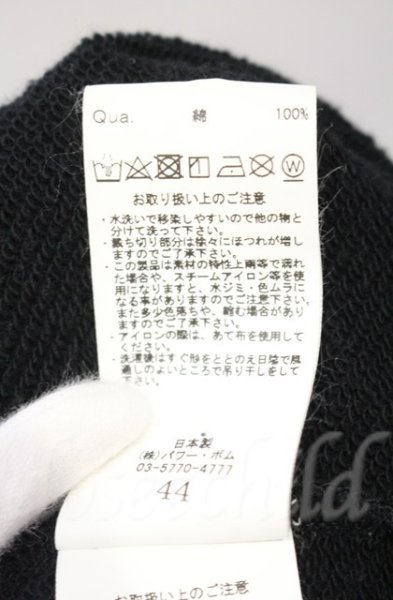 Qua. 綿 100%
お取り扱い上のご注意
・水洗いで移染しやすいので他の物と
分けて洗って下さい。
・裁ち切り部分は徐々にほつれが増し
ますのでご了承下さい。
・この製品は素材の特性上雨等で濡れ
た場合や、スチームアイロン等を使
用になりますと、水ジミ・色ムラに
なる事がありますのでご注意下さい。
また多少色落ちや、縮む場合があり
ますのでご了承下さい。
・アイロンの際は、あて布を使用して
ください。
・洗濯後はすぐ形をととのえ日陰で風
通しのよいところで吊り干しをして
下さい。
日本製
(株)パワー・ボム
03-5770-4777
44
child
お取り扱い上のご注意